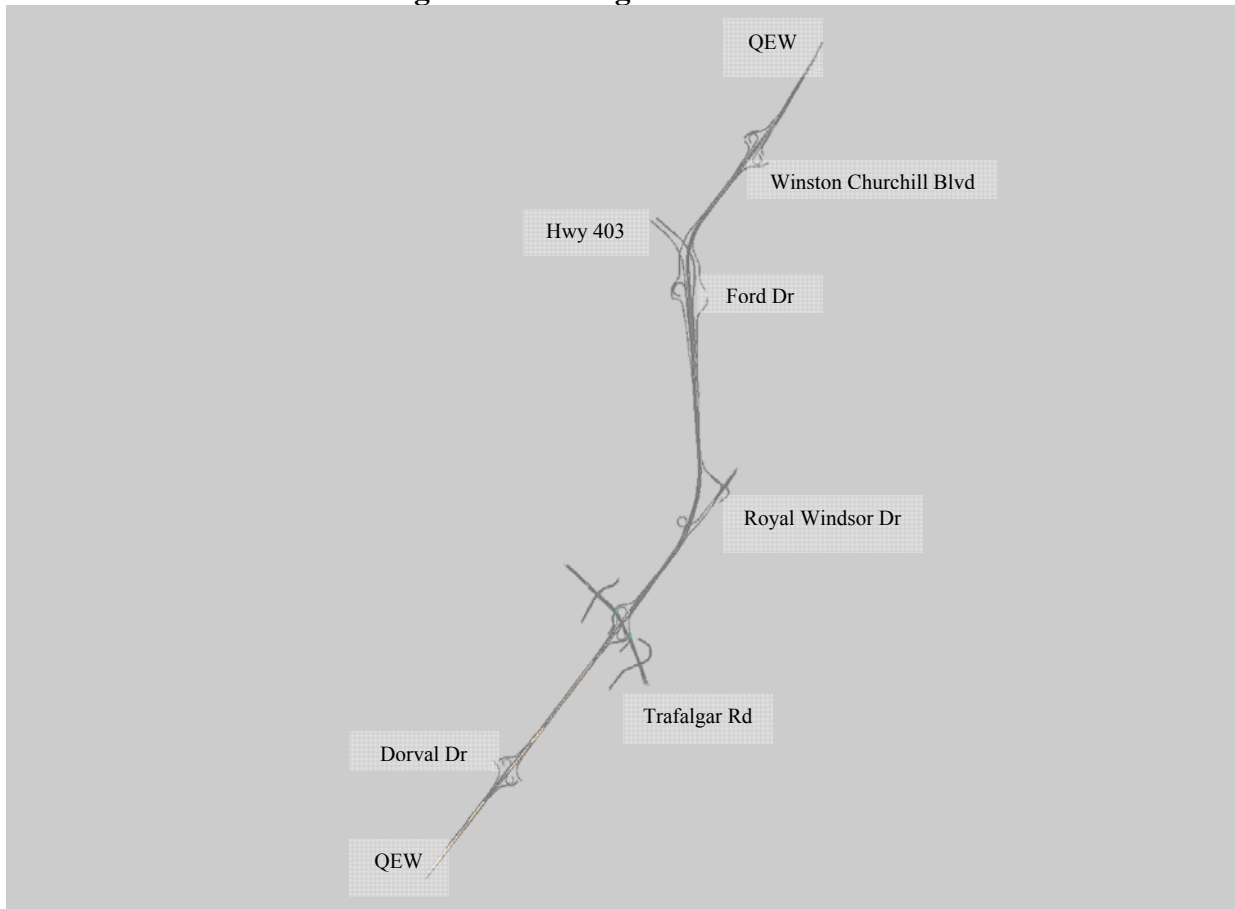 QEW
Winston Churchill Blvd
Hwy 403
Ford Dr
Royal Windsor Dr
Trafalgar Rd
Dorval Dr
QEW